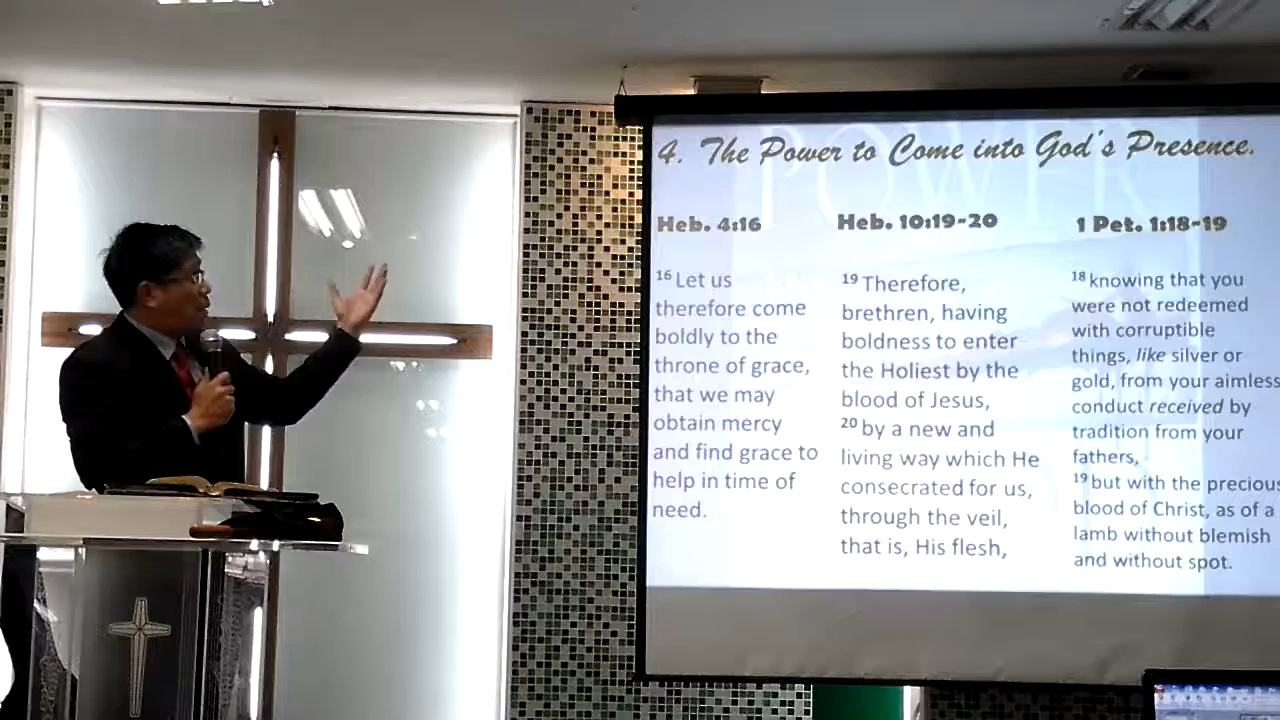 4. The Power to Come into God's Presence.
Heb. 4:16
16 Let us
therefore come
boldly to the
throne of grace,
that we may
obtain mercy
and find grace to
help in time of
need.
Heb. 10:19-20
19 Therefore,
brethren, having
boldness to enter
the Holiest by the
blood of Jesus,
20 by a new and
living way which He
consecrated for us,
through the veil,
that is, His flesh,
1 Pet. 1:18-19
18 knowing that you
were not redeemed
with corruptible
things, like silver or
gold, from your aimless
conduct received by
tradition from your
fathers,
19 but with the precious
blood of Christ, as of a
lamb without blemish
and without spot.
POWER